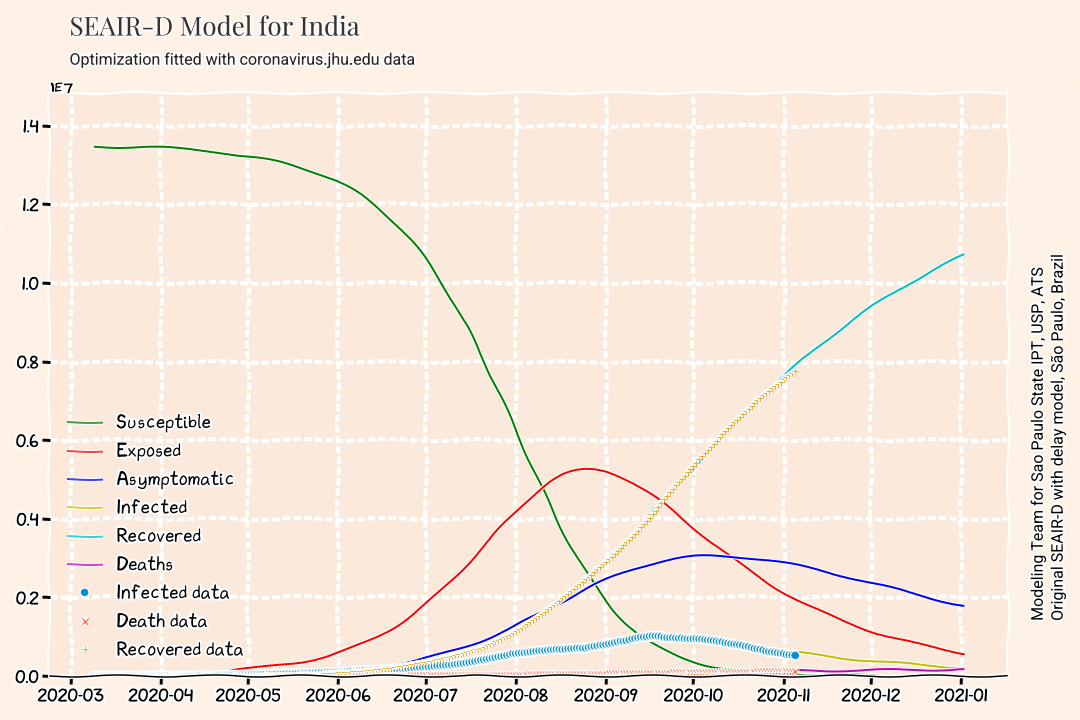 SEAIR-D Model for India
Optimization fitted with coronavirus.jhu.edu data
1E7
1.4
1.2
1.0
0.8
0.6
0.4
0.2
0.0
Susceptible
Exposed
Asymptomatic
Infected
Recovered
Deaths
Infected data
Death data
Recovered data
2020-03 2020-04 2020-05 2020-06 2020-07 2020-08 2020-09 2020-10 2020-11 2020-12 2021-01
Modeling Team for Sao Paulo State IPT, USP, ATS
Original SEAIR-D with delay model, São Paulo, Brazil